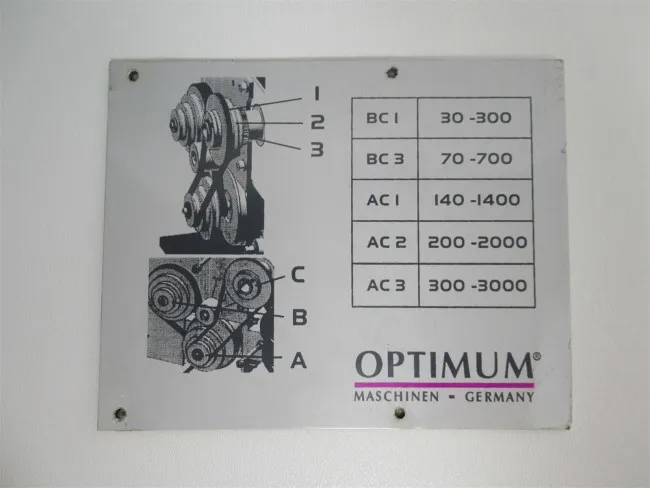 1
2
3
C
B
A
BC 1 30 -300
BC 3 70 -700
AC 1 140 -1400
AC 2 200 -2000
AC 3 300 -3000
OPTIMUM®
MASCHINEN - GERMANY